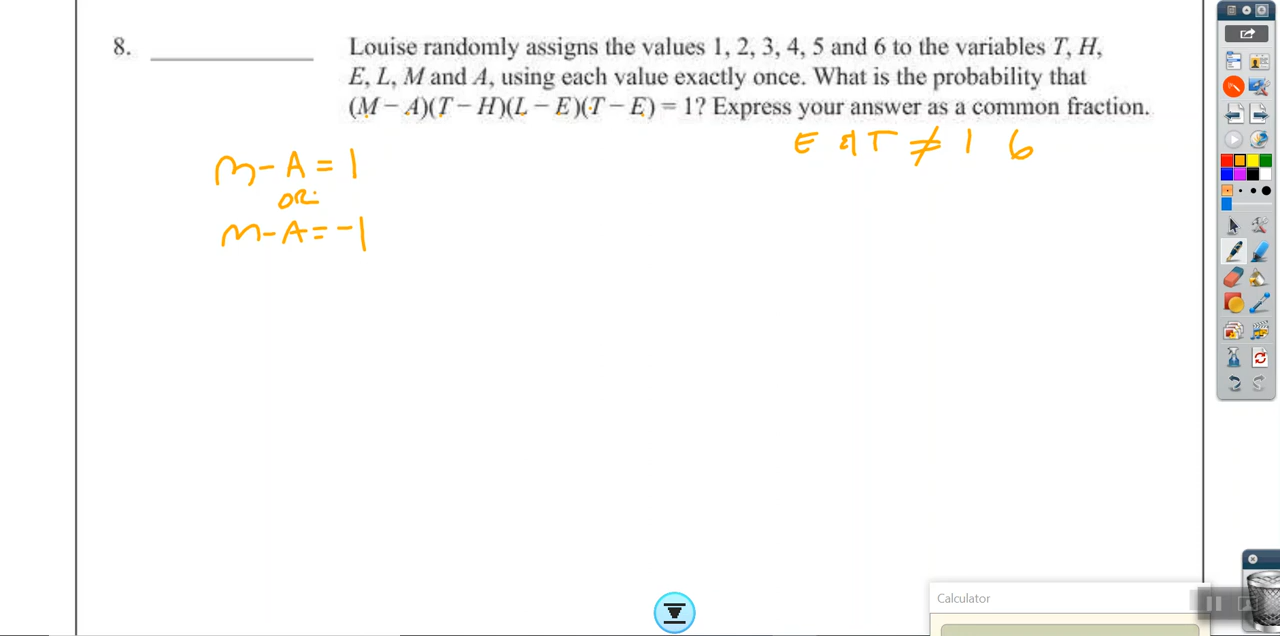 8. ____________ Louise randomly assigns the values 1, 2, 3, 4, 5 and 6 to the variables T, H,
E, L, M and A, using each value exactly once. What is the probability that
(M − A)(T − H)(L − E)(T − E) = 1? Express your answer as a common fraction.
E & T ≠ 1 6
M - A = 1
OR
M - A = -1
Calculator